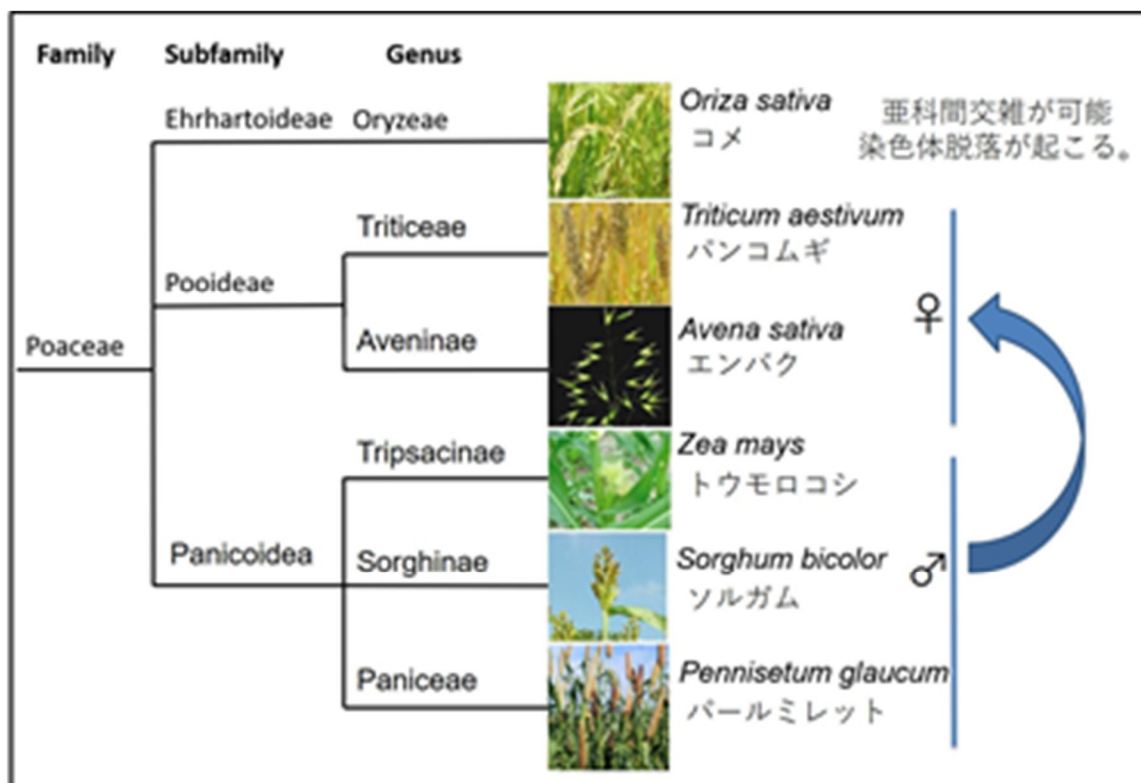 Family Subfamily Genus
Ehrhartoideae Oryzeae
Oriza sativa
コメ
亜科間交雑が可能
染色体脱落が起こる。
Triticeae
Triticum aestivum
パンコムギ
Pooideae
♀
Aveninae
Avena sativa
エンバク
Poaceae
Tripsacinae
Zea mays
トウモロコシ
Panicoidea
Sorghinae
Sorghum bicolor
ソルガム
♂
Paniceae
Pennisetum glaucum
パールミレット